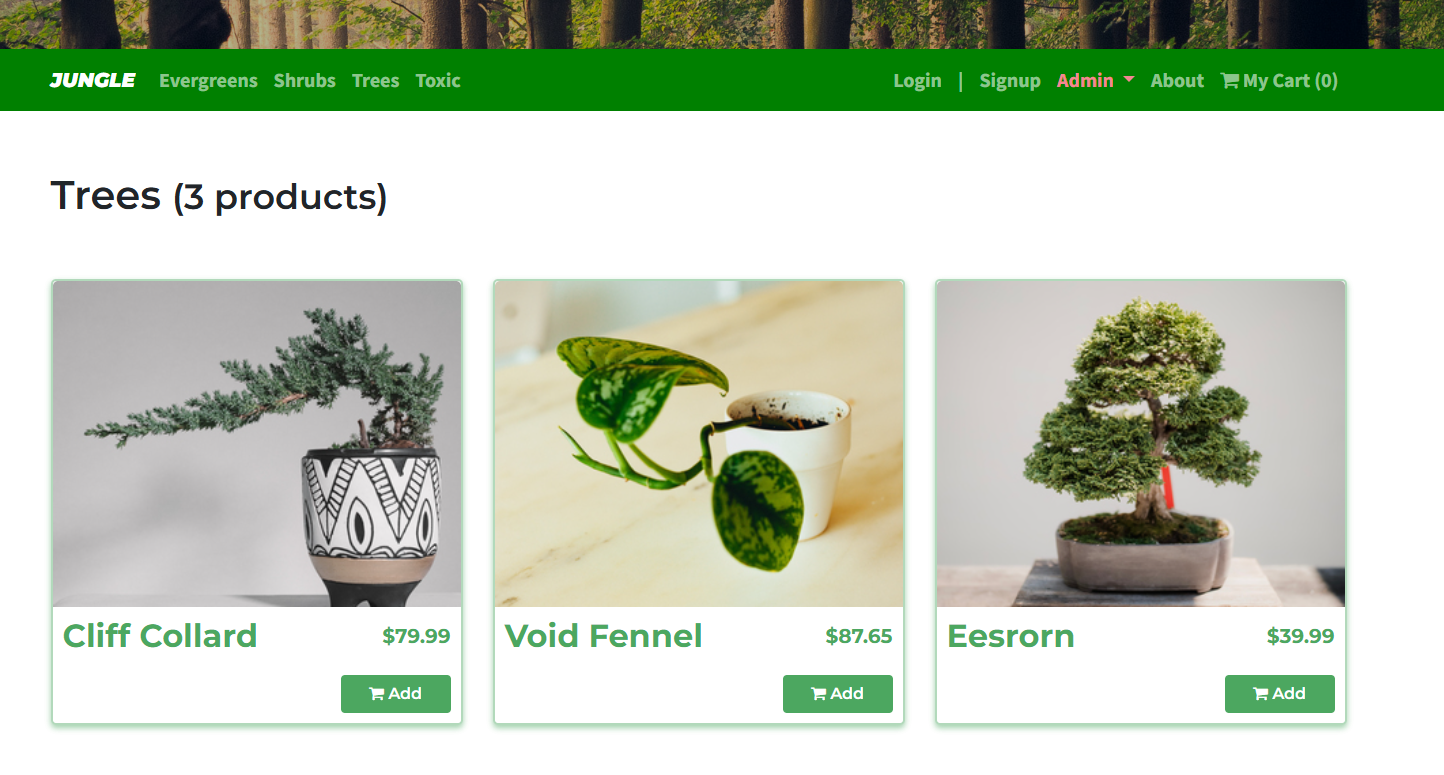 JUNGLE Evergreens Shrubs Trees Toxic Login | Signup Admin About My Cart (0)
Trees (3 products)
Cliff Collard $79.99
Add
Void Fennel $87.65
Add
Eesrorn $39.99
Add